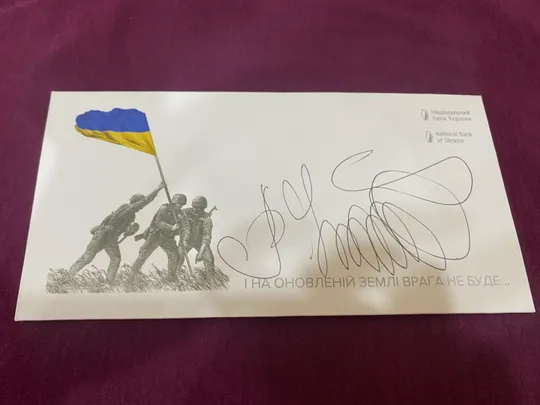 Національний
банк України
National Bank
of Ukraine
І НА ОНОВЛЕНІЙ ЗЕМЛІ ВРАГА НЕ БУДЕ...